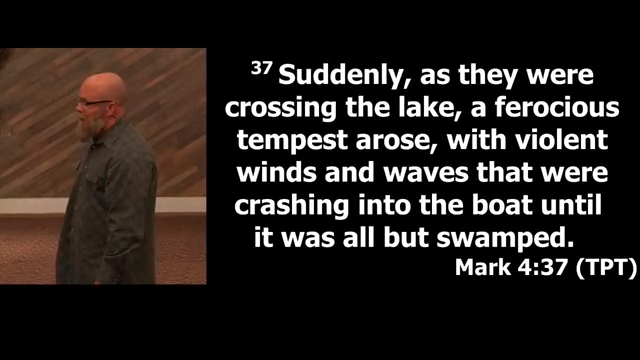 37 Suddenly, as they were
crossing the lake, a ferocious
tempest arose, with violent
winds and waves that were
crashing into the boat until
it was all but swamped.
Mark 4:37 (TPT)